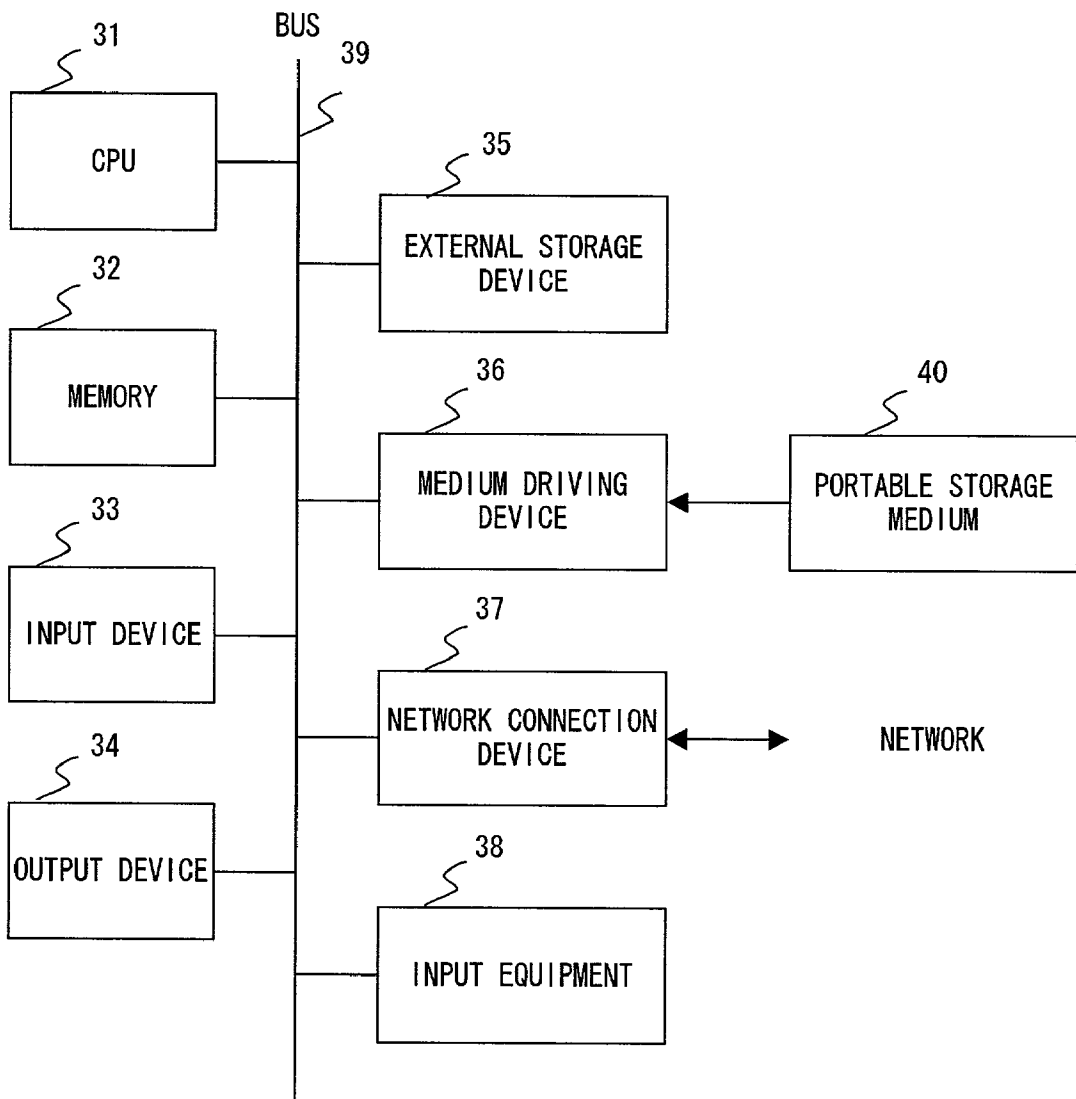 31
BUS
39
CPU
35
EXTERNAL STORAGE
DEVICE
32
MEMORY
36
MEDIUM DRIVING
DEVICE
40
PORTABLE STORAGE
MEDIUM
33
INPUT DEVICE
37
NETWORK CONNECTION
DEVICE
NETWORK
34
OUTPUT DEVICE
38
INPUT EQUIPMENT